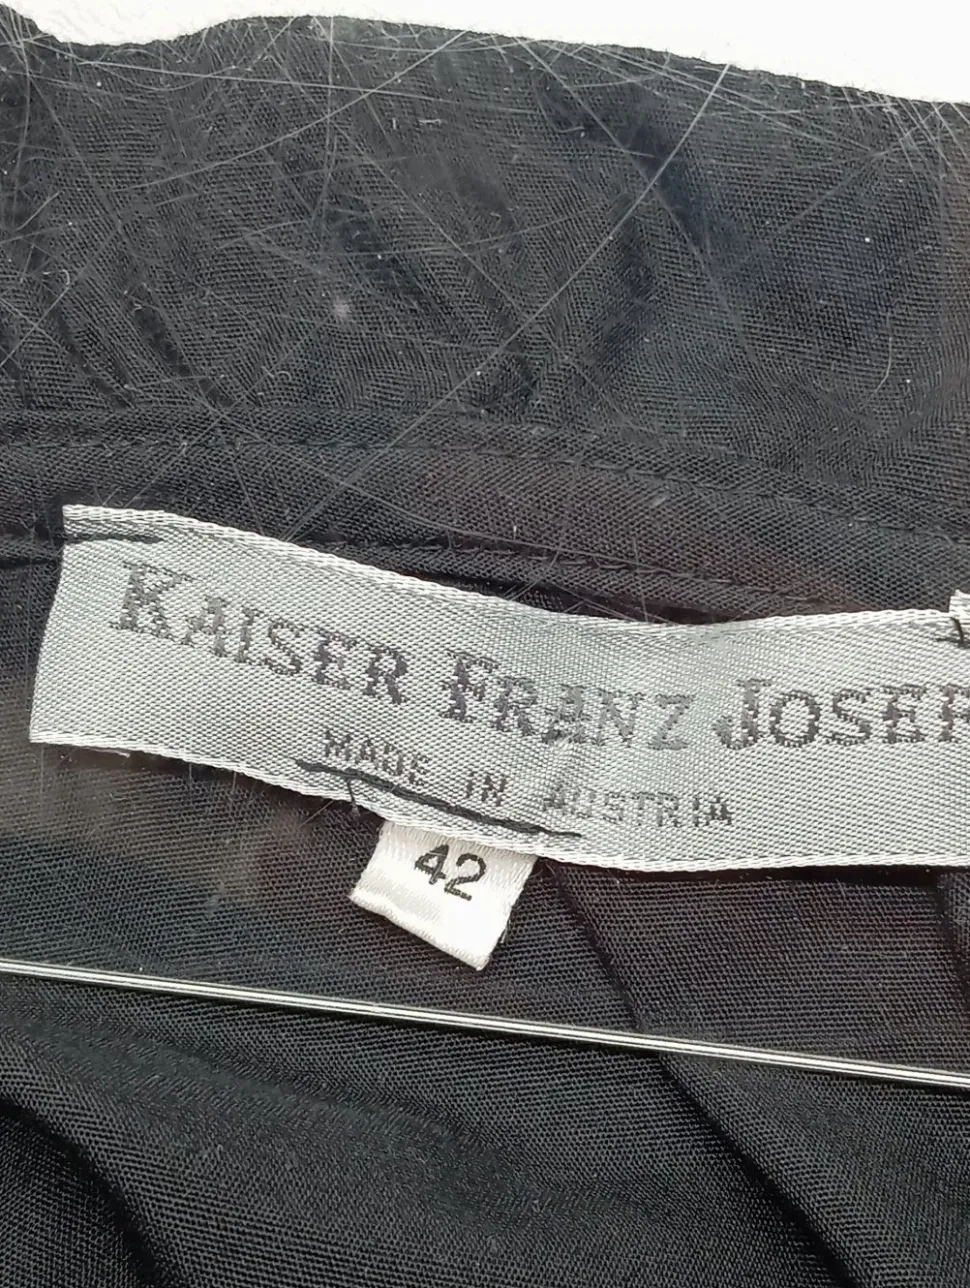 KAISER FRANZ JOSEF
MADE IN AUSTRIA
42